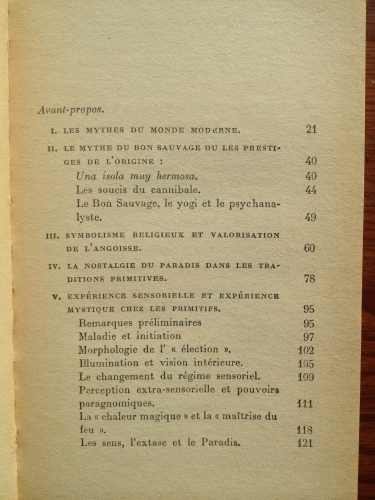 Avant-propos.
I. LES MYTHES DU MONDE MODERNE. 21
II. LE MYTHE DU BON SAUVAGE OU LES PRESTI-
GES DE L'ORIGINE : 40
Una isola muy hermosa. 40
Les soucis du cannibale. 44
Le Bon Sauvage, le yogi et le psychana-
lyste. 49
III. SYMBOLISME RELIGIEUX ET VALORISATION
DE L'ANGOISSE. 60
IV. LA NOSTALGIE DU PARADIS DANS LES TRA-
DITIONS PRIMITIVES. 78
V. EXPÉRIENCE SENSORIELLE ET EXPÉRIENCE
MYSTIQUE CHEZ LES PRIMITIFS. 95
Remarques préliminaires 95
Maladie et initiation 97
Morphologie de l' « élection ». 102
Illumination et vision intérieure. 105
Le changement du régime sensoriel. 109
Perception extra-sensorielle et pouvoirs
paragnomiques. 111
La « chaleur magique » et la « maîtrise du
feu ». 118
Les sens, l'extase et le Paradis. 121